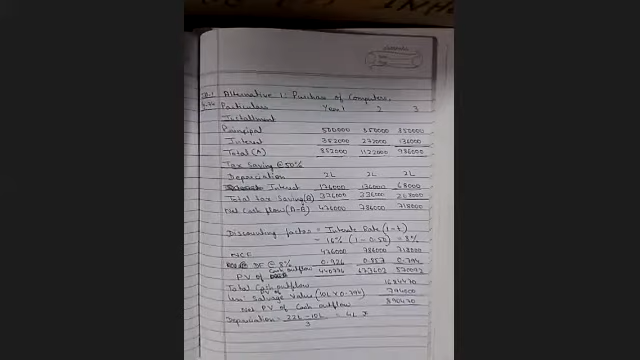 Alternative 1: Purchase of Computer.
Particulars Year 1 2 3
Installment
Principal 500000 850000 850000
Interest 352000 272000 136000
Total (A) 852000 1122000 986000
Tax Saving @ 50%
Depreciation 2L 2L 2L
Interest 176000 136000 68000
Total Tax Saving (B) 376000 336000 268000
Net Cash flow (A-B) 476000 786000 718000
Discounting factor = Interest Rate (1-t)
= 16% (1-0.50) = 8%
NCF 476000 786000 718000
DF @ 8% 0.926 0.857 0.794
PV of Cash outflow 440776 673602 570092
Total Cash outflow 1684470
less: PV of Salvage Value (10L x 0.794) 794000
Net PV of Cash outflow 890470
Depreciation = 22L - 10L = 4L
3